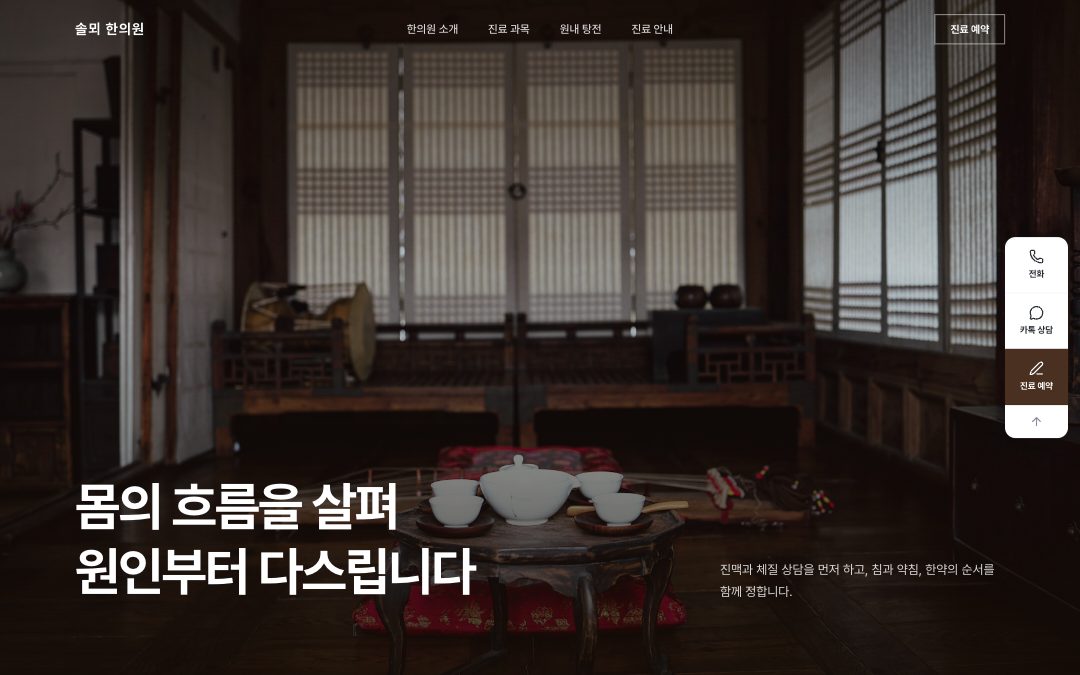 솔뫼 한의원
한의원 소개
진료 과목
원내 탕전
진료 안내
진료 예약
전화
카톡 상담
진료 예약
몸의 흐름을 살펴
원인부터 다스립니다
진맥과 체질 상담을 먼저 하고, 침과 약침, 한약의 순서를
함께 정합니다.